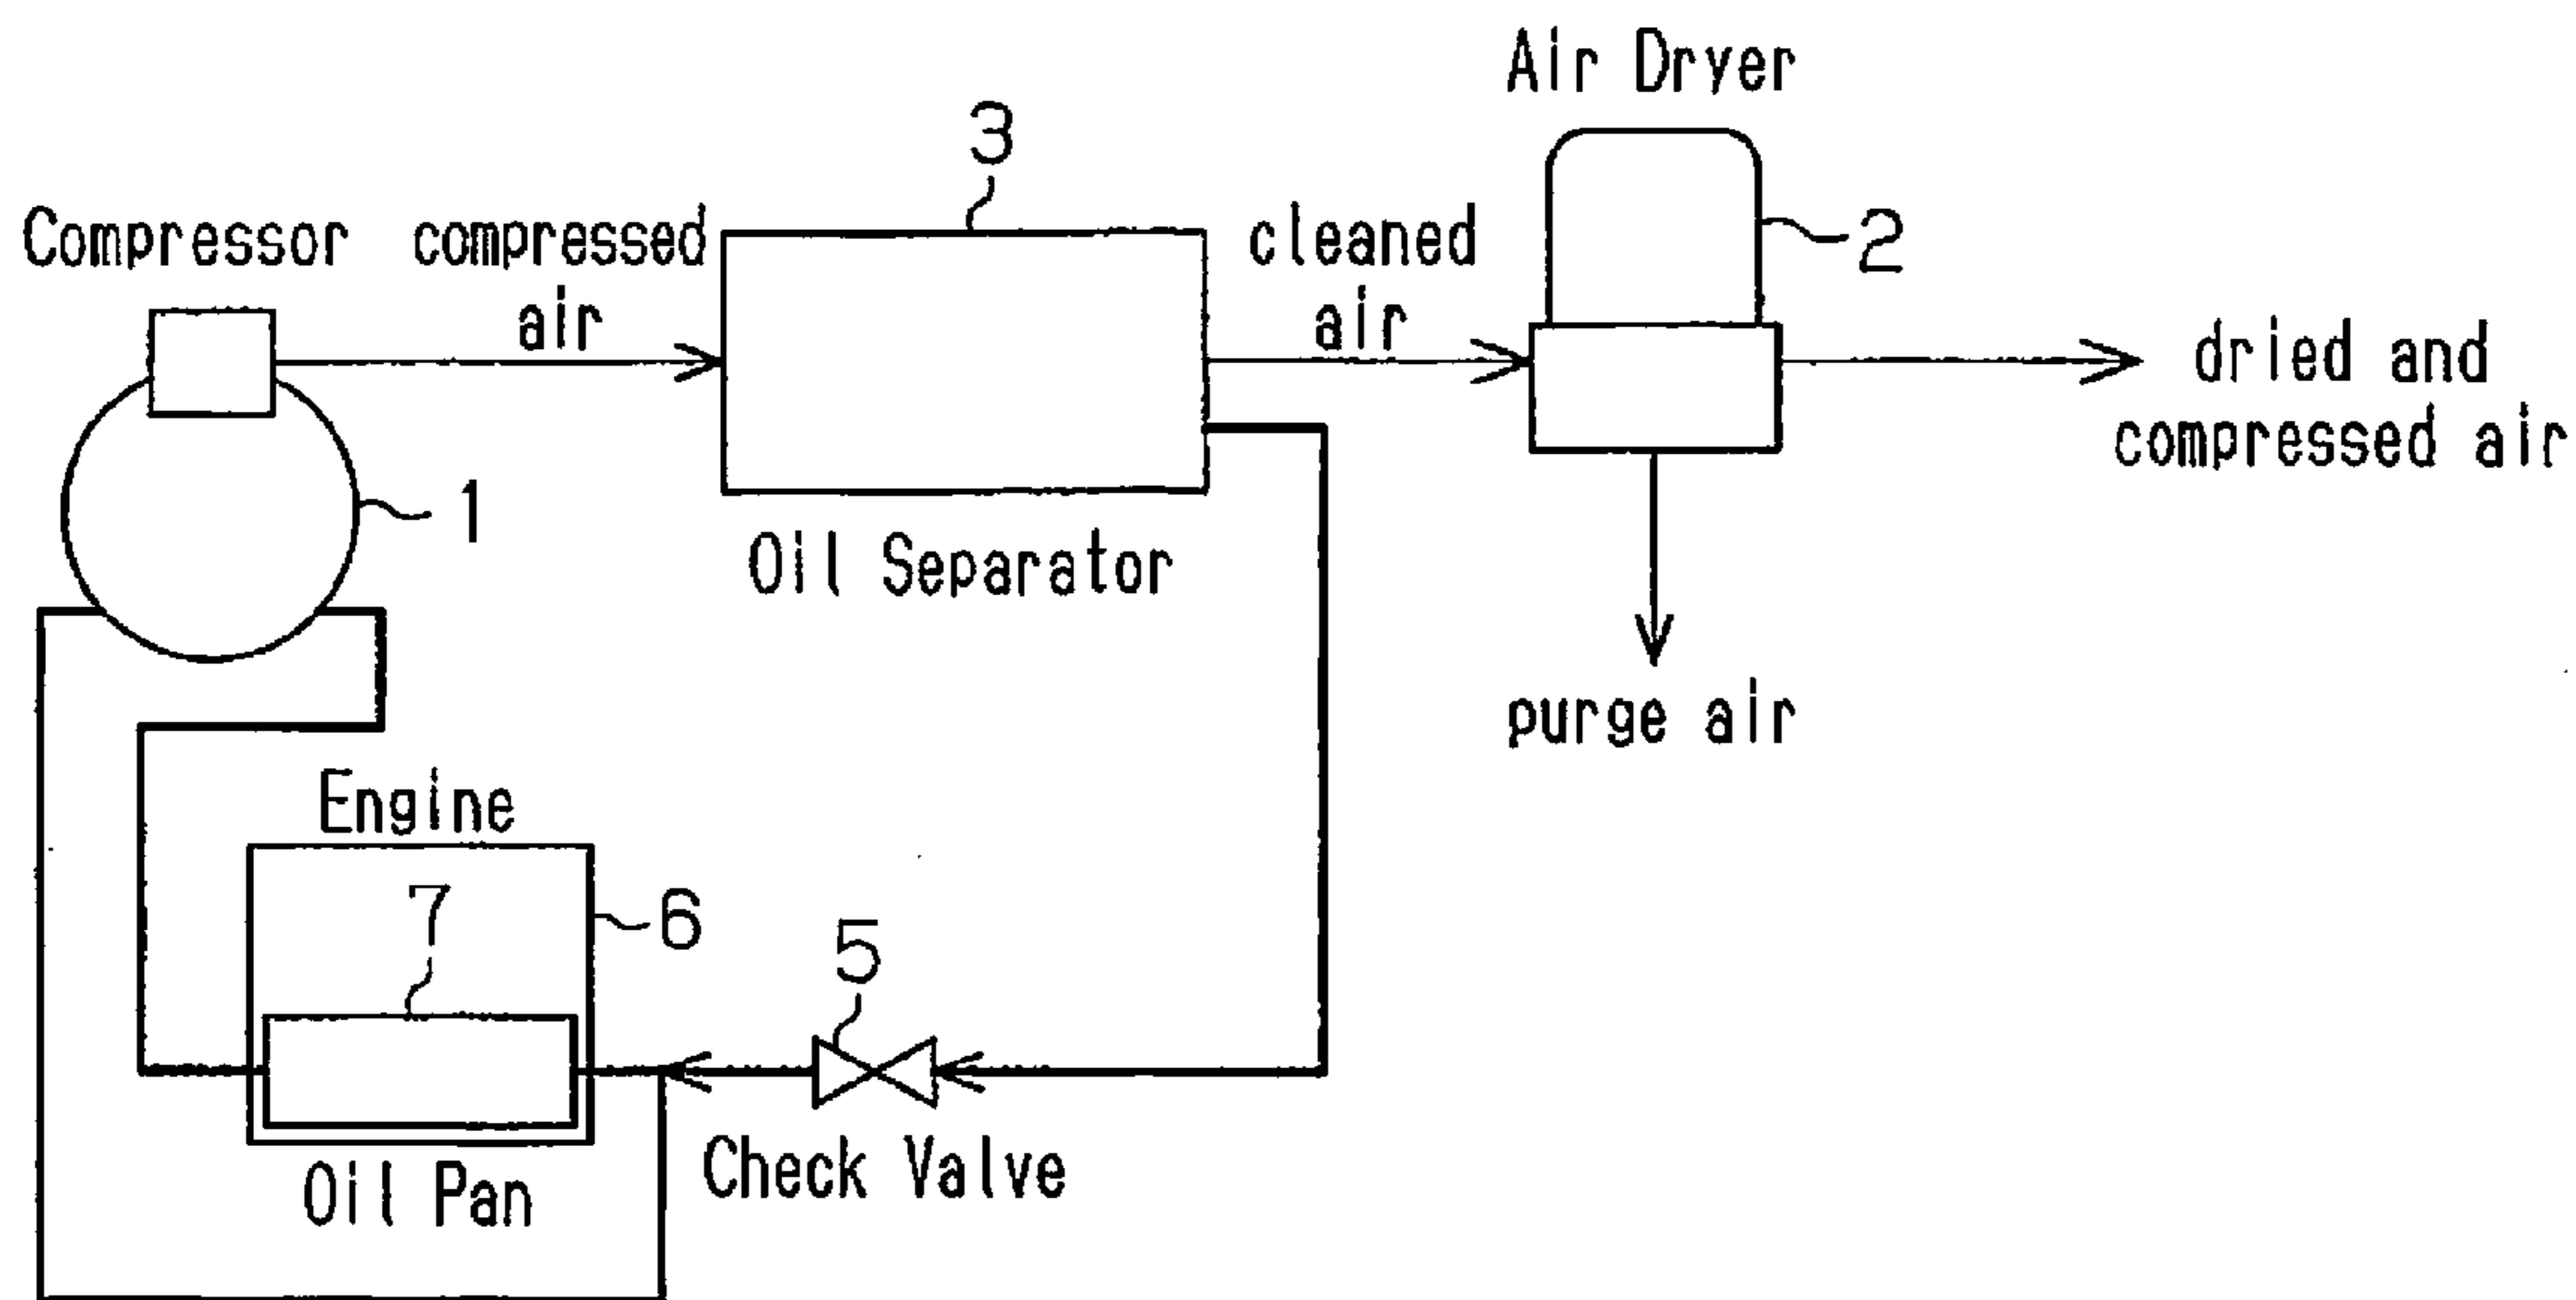 Air Dryer
3
Compressor
compressed
air
cleaned
air
2
dried and
compressed air
1
Oil Separator
purge air
Engine
7
6
5
Check Valve
Oil Pan